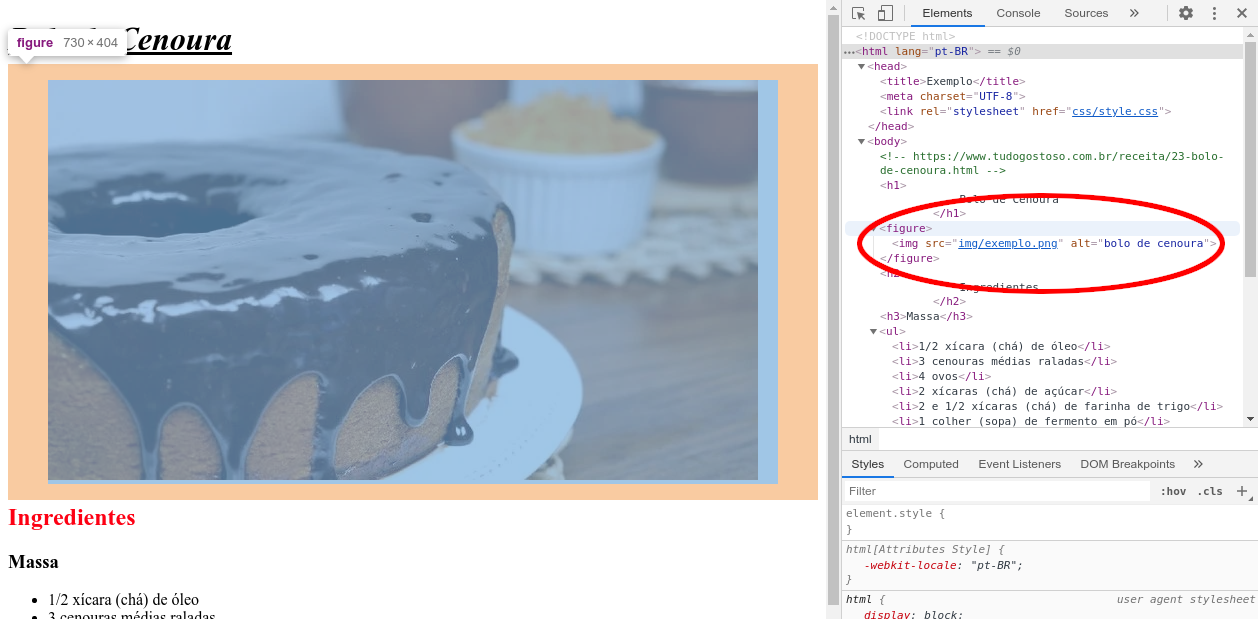 Cenoura
figure 730 × 404
Ingredientes
Massa
1/2 xícara (chá) de óleo
3 cenouras médias raladas
Elements Console Sources »
<!DOCTYPE html>
<html lang="pt-BR"> == $0
<head>
<title>Exemplo</title>
<meta charset="UTF-8">
<link rel="stylesheet" href="css/style.css">
</head>
<body>
<!-- https://www.tudogostoso.com.br/receita/23-bolo-
de-cenoura.html -->
<h1>
Bolo de Cenoura
</h1>
<figure>
<img src="img/exemplo.png" alt="bolo de cenoura">
</figure>
<h2>
Ingredientes
</h2>
<h3>Massa</h3>
<ul>
<li>1/2 xícara (chá) de óleo</li>
<li>3 cenouras médias raladas</li>
<li>4 ovos</li>
<li>2 xícaras (chá) de açúcar</li>
<li>2 e 1/2 xícaras (chá) de farinha de trigo</li>
<li>1 colher (sopa) de fermento em pó</li>
html
Styles Computed Event Listeners DOM Breakpoints »
Filter :hov .cls +
element.style {
}
html[Attributes Style] {
-webkit-locale: "pt-BR";
}
html { user agent stylesheet
display: block;